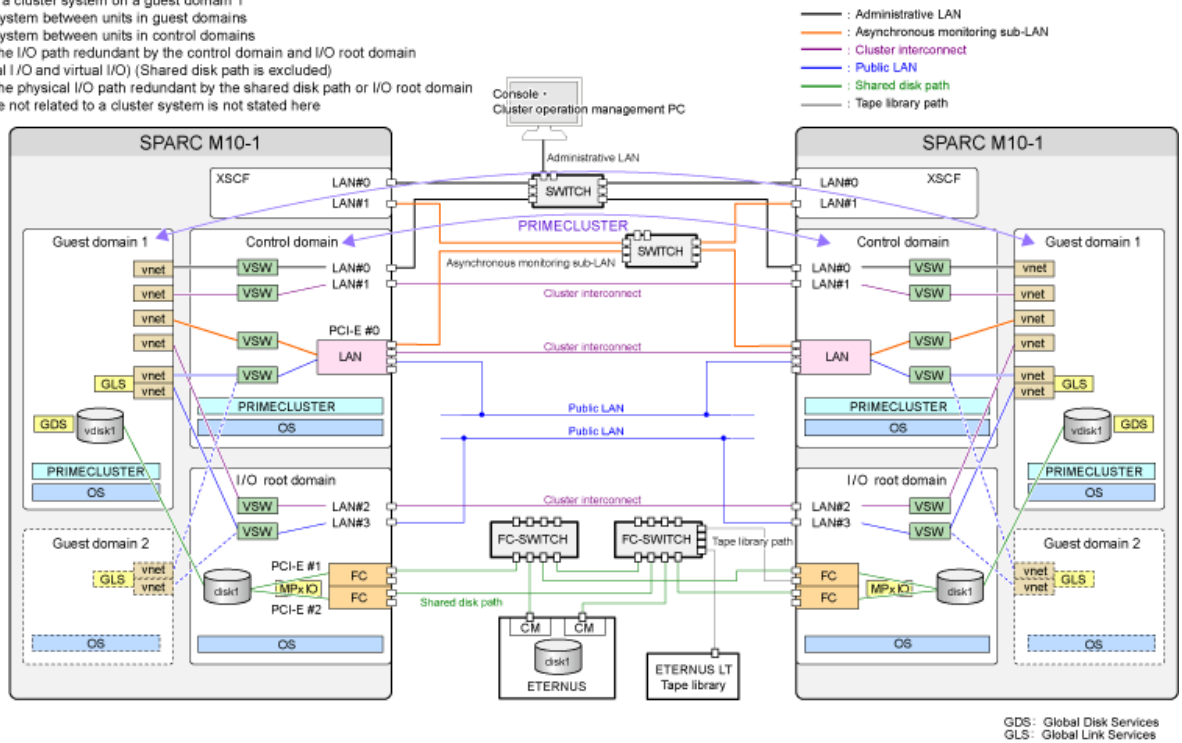 a cluster system on a guest domain 1
ystem between units in guest domains
ystem between units in control domains
he I/O path redundant by the control domain and I/O root domain
al I /O and virtual I/O) (Shared disk path is excluded)
he physical I/O path redundant by the shared disk path or I/O root domain
e not related to a cluster system is not stated here
: Administrative LAN
: Asynchronous monitoring sub-LAN
: Cluster interconnect
: Public LAN
: Shared disk path
: Tape library path
Console・
Cluster operation management PC
Administrative LAN
SWITCH
PRIMECLUSTER
SWITCH
Asynchronous monitoring sub-LAN
Cluster interconnect
Cluster interconnect
Public LAN
Public LAN
Cluster interconnect
FC-SWITCH
FC-SWITCH
Tape library path
Shared disk path
CM
CM
disk1
ETERNUS
ETERNUS LT
Tape library
SPARC M10-1
XSCF
LAN#0
LAN#1
Guest domain 1
vnet
vnet
vnet
vnet
vnet
GLS
vnet
GDS
vdisk1
PRIMECLUSTER
OS
Control domain
VSW
LAN#0
VSW
LAN#1
PCI-E #0
VSW
LAN
VSW
PRIMECLUSTER
OS
I/O root domain
VSW
LAN#2
VSW
LAN#3
PCI-E #1
FC
disk1
MPxIO
FC
PCI-E #2
OS
Guest domain 2
vnet
GLS
vnet
OS
SPARC M10-1
LAN#0
XSCF
LAN#1
Control domain
LAN#0
VSW
LAN#1
VSW
VSW
LAN
VSW
PRIMECLUSTER
OS
Guest domain 1
vnet
vnet
vnet
vnet
vnet
GLS
vnet
vdisk1
GDS
PRIMECLUSTER
OS
I/O root domain
LAN#2
VSW
LAN#3
VSW
FC
MPxIO
disk1
FC
OS
Guest domain 2
vnet
GLS
vnet
OS
GDS: Global Disk Services
GLS: Global Link Services